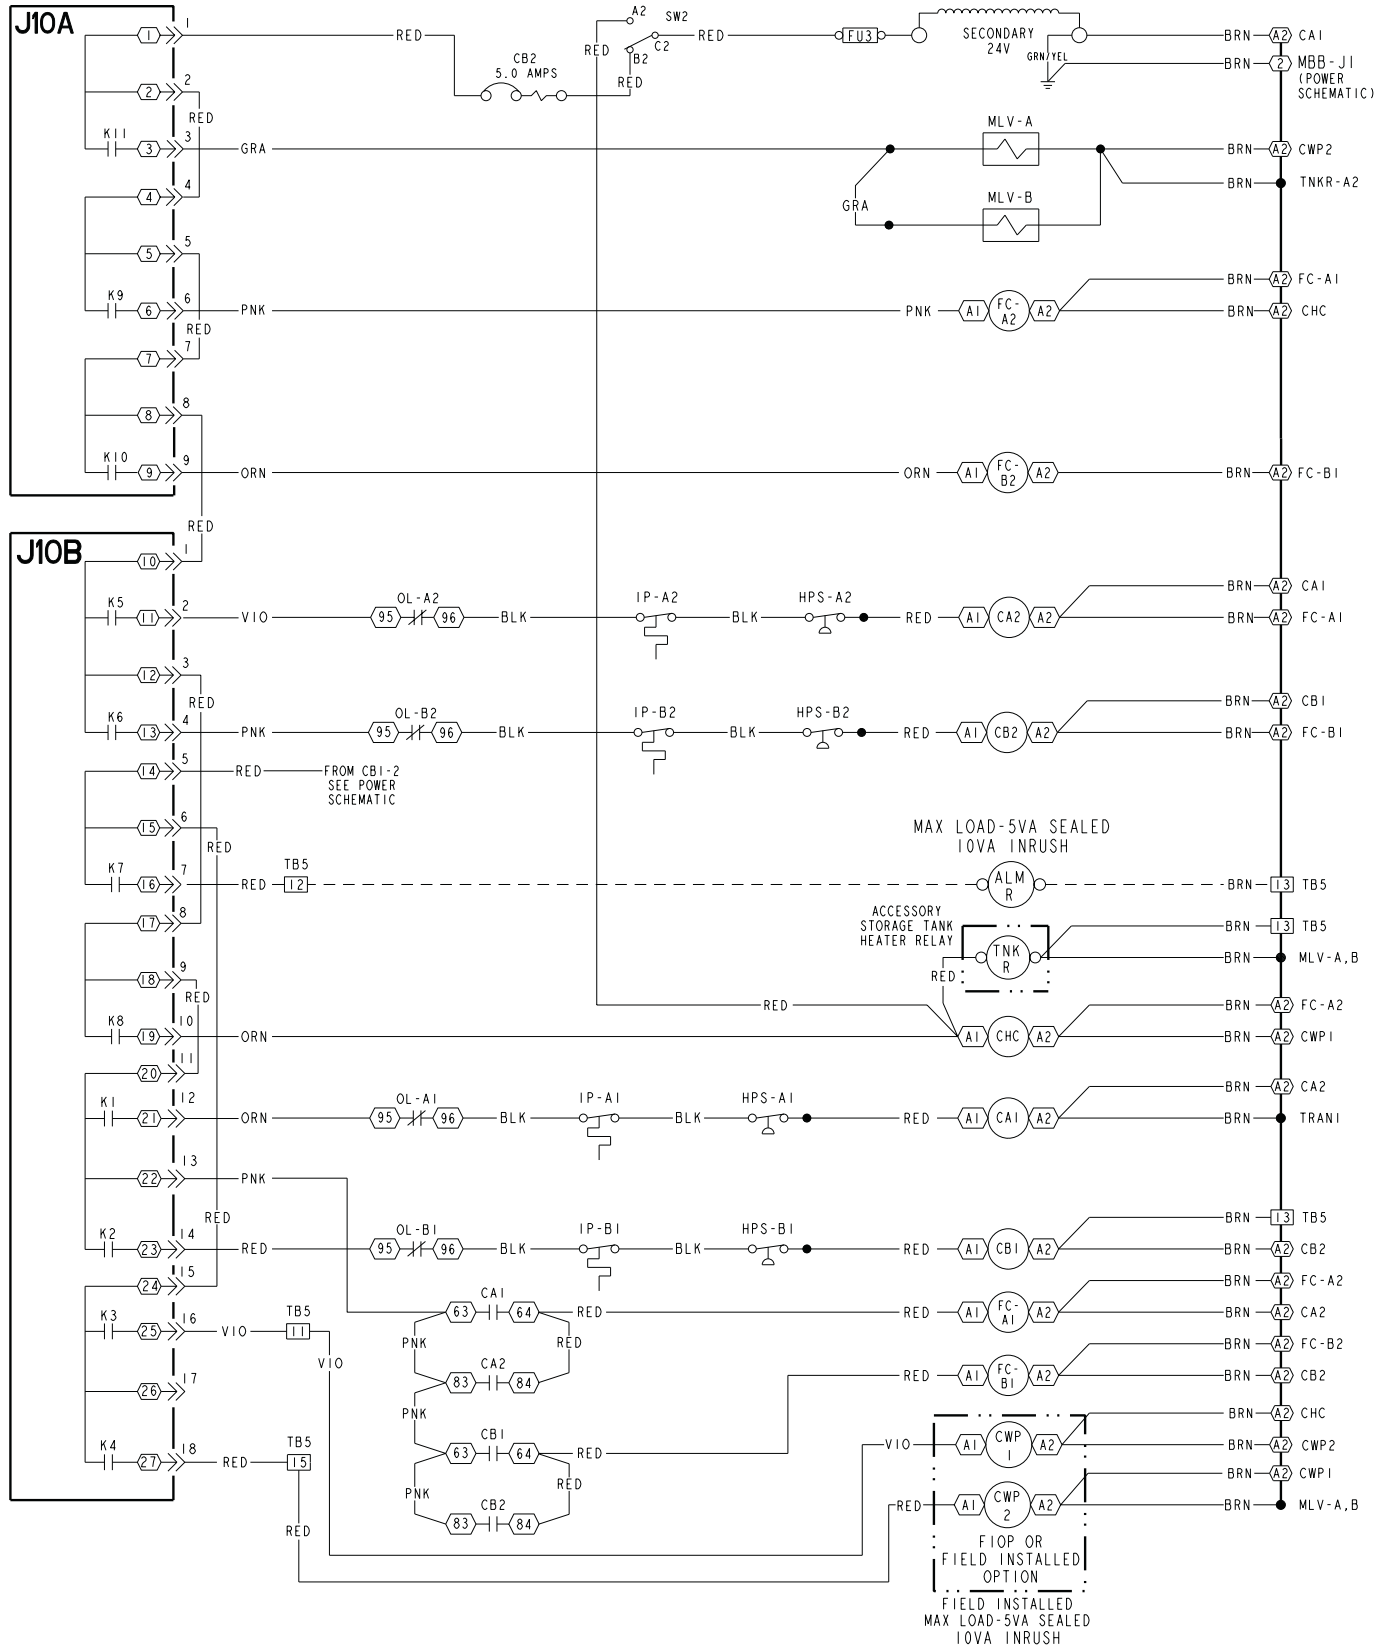 J10A
1
1
RED
CB2
5.0 AMPS
A2
SW2
RED
C2
B2
RED
RED
FU3
SECONDARY
24V
GRN/YEL
BRN
A2
CA1
BRN
2
MBB-J1
(POWER
SCHEMATIC)
2
2
RED
K11
3
3
GRA
MLV-A
BRN
A2
CWP2
BRN
TNKR-A2
4
4
GRA
MLV-B
5
5
BRN
A2
FC-A1
K9
6
6
PNK
PNK
A1
FC-
A2
A2
BRN
A2
CHC
RED
7
7
8
8
K10
9
9
ORN
ORN
A1
FC-
B2
A2
BRN
A2
FC-B1
RED
J10B
10
1
BRN
A2
CA1
K5
11
2
VIO
95
OL-A2
96
BLK
IP-A2
BLK
HPS-A2
RED
A1
CA2
A2
BRN
A2
FC-A1
12
3
RED
BRN
A2
CB1
K6
13
4
PNK
95
OL-B2
96
BLK
IP-B2
BLK
HPS-B2
RED
A1
CB2
A2
BRN
A2
FC-B1
14
5
RED
FROM CB1-2
SEE POWER
SCHEMATIC
15
6
RED
MAX LOAD-5VA SEALED
10VA INRUSH
K7
16
7
RED
TB5
12
ALM
R
BRN
13
TB5
17
8
ACCESSORY
STORAGE TANK
HEATER RELAY
TNK
R
BRN
13
TB5
BRN
MLV-A,B
18
9
RED
RED
RED
BRN
A2
FC-A2
K8
19
10
ORN
A1
CHC
A2
BRN
A2
CWP1
20
11
BRN
A2
CA2
K1
21
12
ORN
95
OL-A1
96
BLK
IP-A1
BLK
HPS-A1
RED
A1
CA1
A2
BRN
TRAN1
22
13
PNK
RED
BRN
13
TB5
K2
23
14
RED
95
OL-B1
96
BLK
IP-B1
BLK
HPS-B1
RED
A1
CB1
A2
BRN
A2
CB2
24
15
BRN
A2
FC-A2
63
CA1
64
RED
RED
A1
FC-
A1
A2
BRN
A2
CA2
K3
25
16
VIO
TB5
11
VIO
PNK
RED
BRN
A2
FC-B2
83
CA2
84
RED
A1
FC-
B1
A2
BRN
A2
CB2
26
17
PNK
BRN
A2
CHC
63
CB1
64
RED
VIO
A1
CWP
1
A2
BRN
A2
CWP2
K4
27
18
RED
TB5
15
BRN
A2
CWP1
PNK
RED
RED
A1
CWP
2
A2
BRN
MLV-A,B
83
CB2
84
RED
FIOP OR
FIELD INSTALLED
OPTION
FIELD INSTALLED
MAX LOAD-5VA SEALED
10VA INRUSH